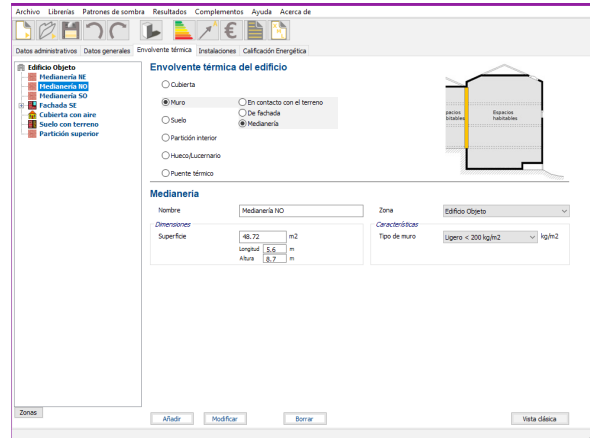 Archivo Librerías Patrones de sombra Resultados Complementos Ayuda Acerca de
Datos administrativos Datos generales Envolvente térmica Instalaciones Calificación Energética
Edificio Objeto
Medianería NE
Medianería NO
Medianería SO
Fachada SE
Cubierta con aire
Suelo con terreno
Partición superior
Zonas
Envolvente térmica del edificio
Cubierta
Muro
En contacto con el terreno
De fachada
Medianería
Suelo
Partición interior
Hueco/Lucernario
Puente térmico
Espacios
habitables
Medianería
Nombre Medianería NO Zona Edificio Objeto
Dimensiones Características
Superficie 48.72 m2 Tipo de muro Ligero < 200 kg/m2 kg/m2
Longitud 5.6 m
Altura 8.7 m
Añadir Modificar Borrar Vista clásica